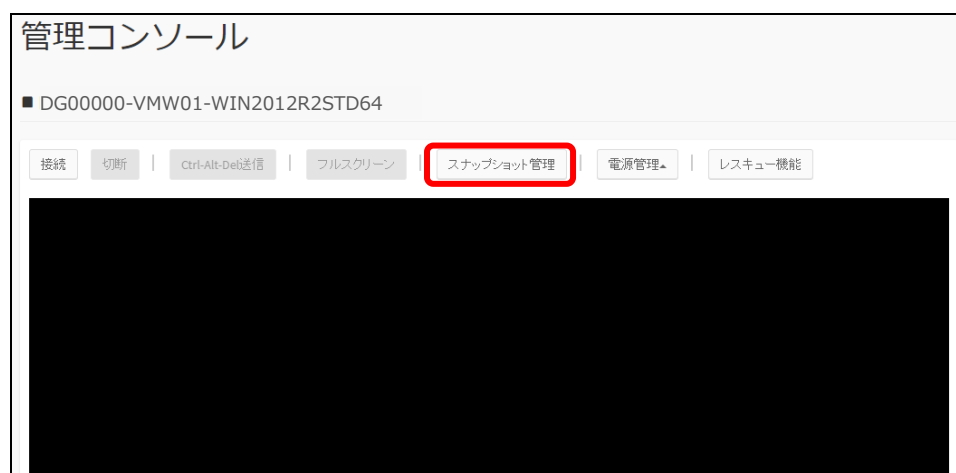 管理コンソール
■ DG00000-VMW01-WIN2012R2STD64
接続 切断 | Ctrl-Alt-Del送信 | フルスクリーン | スナップショット管理 | 電源管理▲ | レスキュー機能